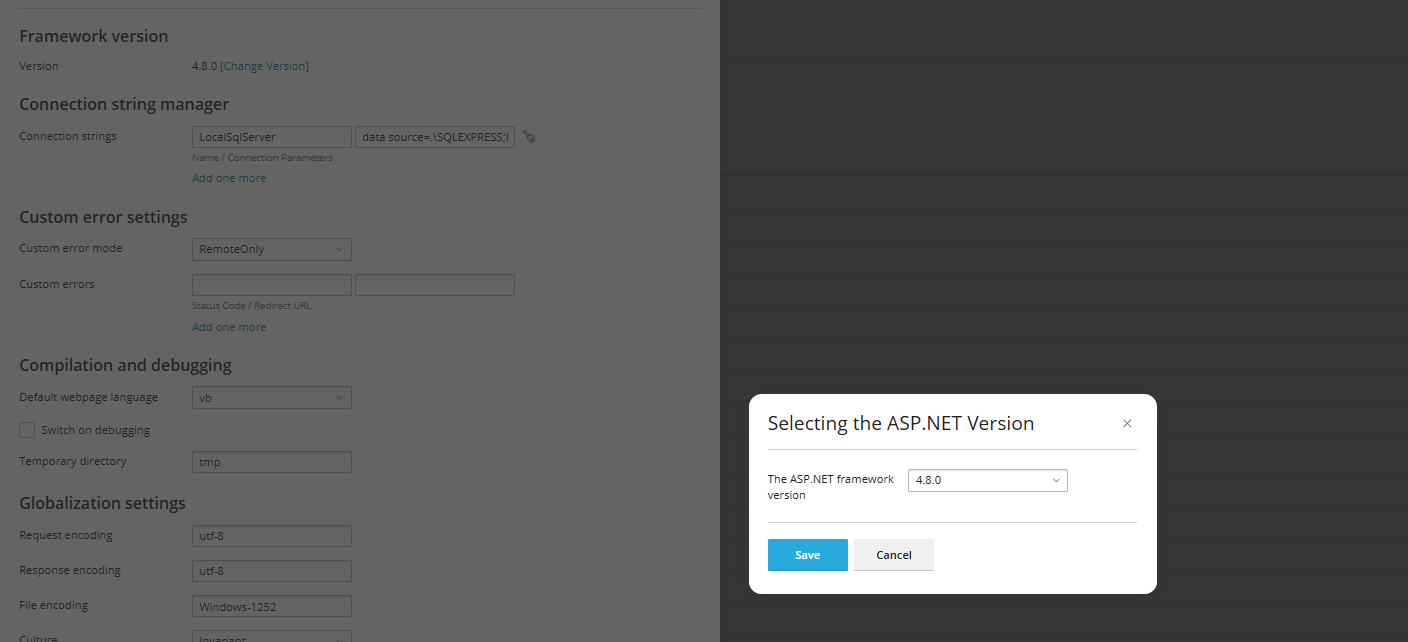 Framework version
Version 4.8.0 [Change Version]
Connection string manager
Connection strings LocalSqlServer data source=.\SQLEXPRESS;I
Name / Connection Parameters
Add one more
Custom error settings
Custom error mode RemoteOnly
Custom errors
Status Code / Redirect URL
Add one more
Compilation and debugging
Default webpage language vb
Switch on debugging
Temporary directory tmp
Globalization settings
Request encoding utf-8
Response encoding utf-8
File encoding Windows-1252
Culture Invariant
Selecting the ASP.NET Version
The ASP.NET framework
version
4.8.0
Save Cancel